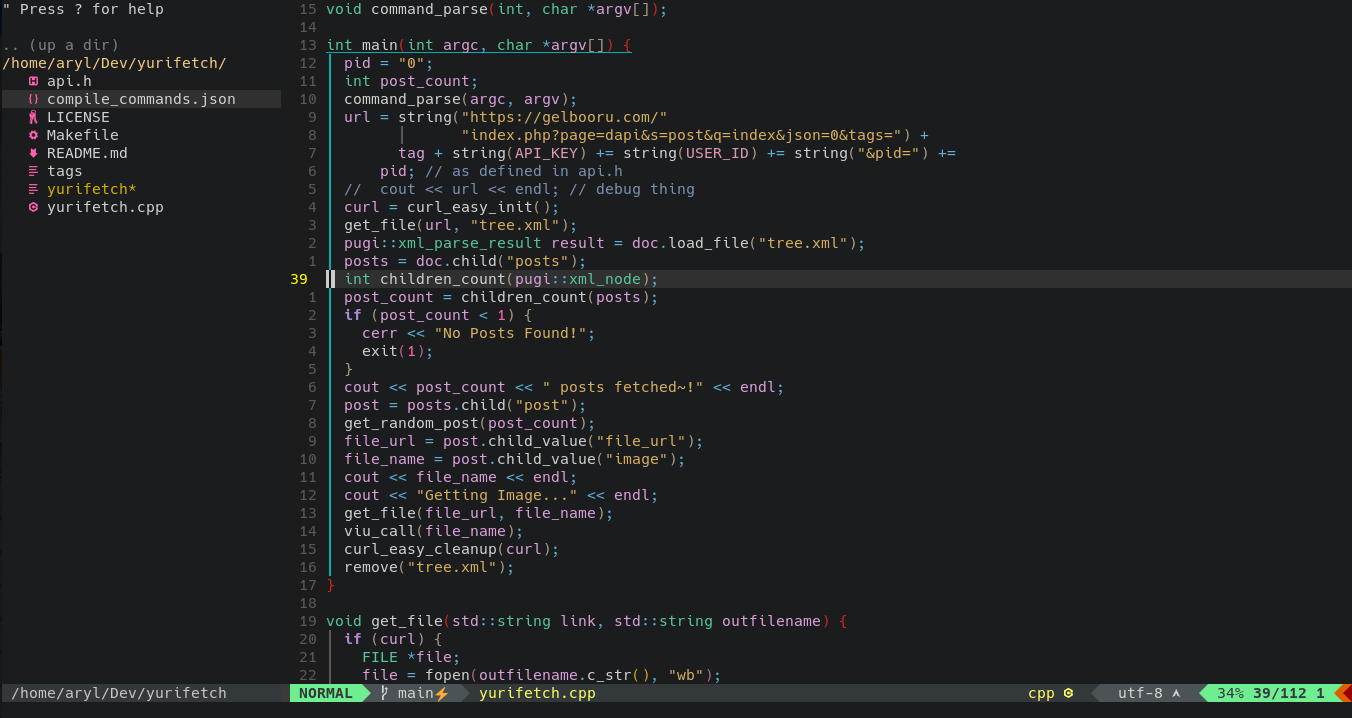 " Press ? for help
.. (up a dir)
/home/aryl/Dev/yurifetch/
api.h
compile_commands.json
LICENSE
Makefile
README.md
tags
yurifetch*
yurifetch.cpp
/home/aryl/Dev/yurifetch
15 void command_parse(int, char *argv[]);
14
13 int main(int argc, char *argv[]) {
12   pid = "0";
11   int post_count;
10   command_parse(argc, argv);
9   url = string("https://gelbooru.com/"
8                "index.php?page=dapi&s=post&q=index&json=0&tags=") +
7         tag + string(API_KEY) += string(USER_ID) += string("&pid=") +=
6       pid; // as defined in api.h
5   //  cout << url << endl; // debug thing
4   curl = curl_easy_init();
3   get_file(url, "tree.xml");
2   pugi::xml_parse_result result = doc.load_file("tree.xml");
1   posts = doc.child("posts");
39   int children_count(pugi::xml_node);
1   post_count = children_count(posts);
2   if (post_count < 1) {
3     cerr << "No Posts Found!";
4     exit(1);
5   }
6   cout << post_count << " posts fetched~!" << endl;
7   post = posts.child("post");
8   get_random_post(post_count);
9   file_url = post.child_value("file_url");
10   file_name = post.child_value("image");
11   cout << file_name << endl;
12   cout << "Getting Image..." << endl;
13   get_file(file_url, file_name);
14   viu_call(file_name);
15   curl_easy_cleanup(curl);
16   remove("tree.xml");
17 }
18
19 void get_file(std::string link, std::string outfilename) {
20   if (curl) {
21     FILE *file;
22     file = fopen(outfilename.c_str(), "wb");
NORMAL main⚡ yurifetch.cpp cpp utf-8 34% 39/112 1